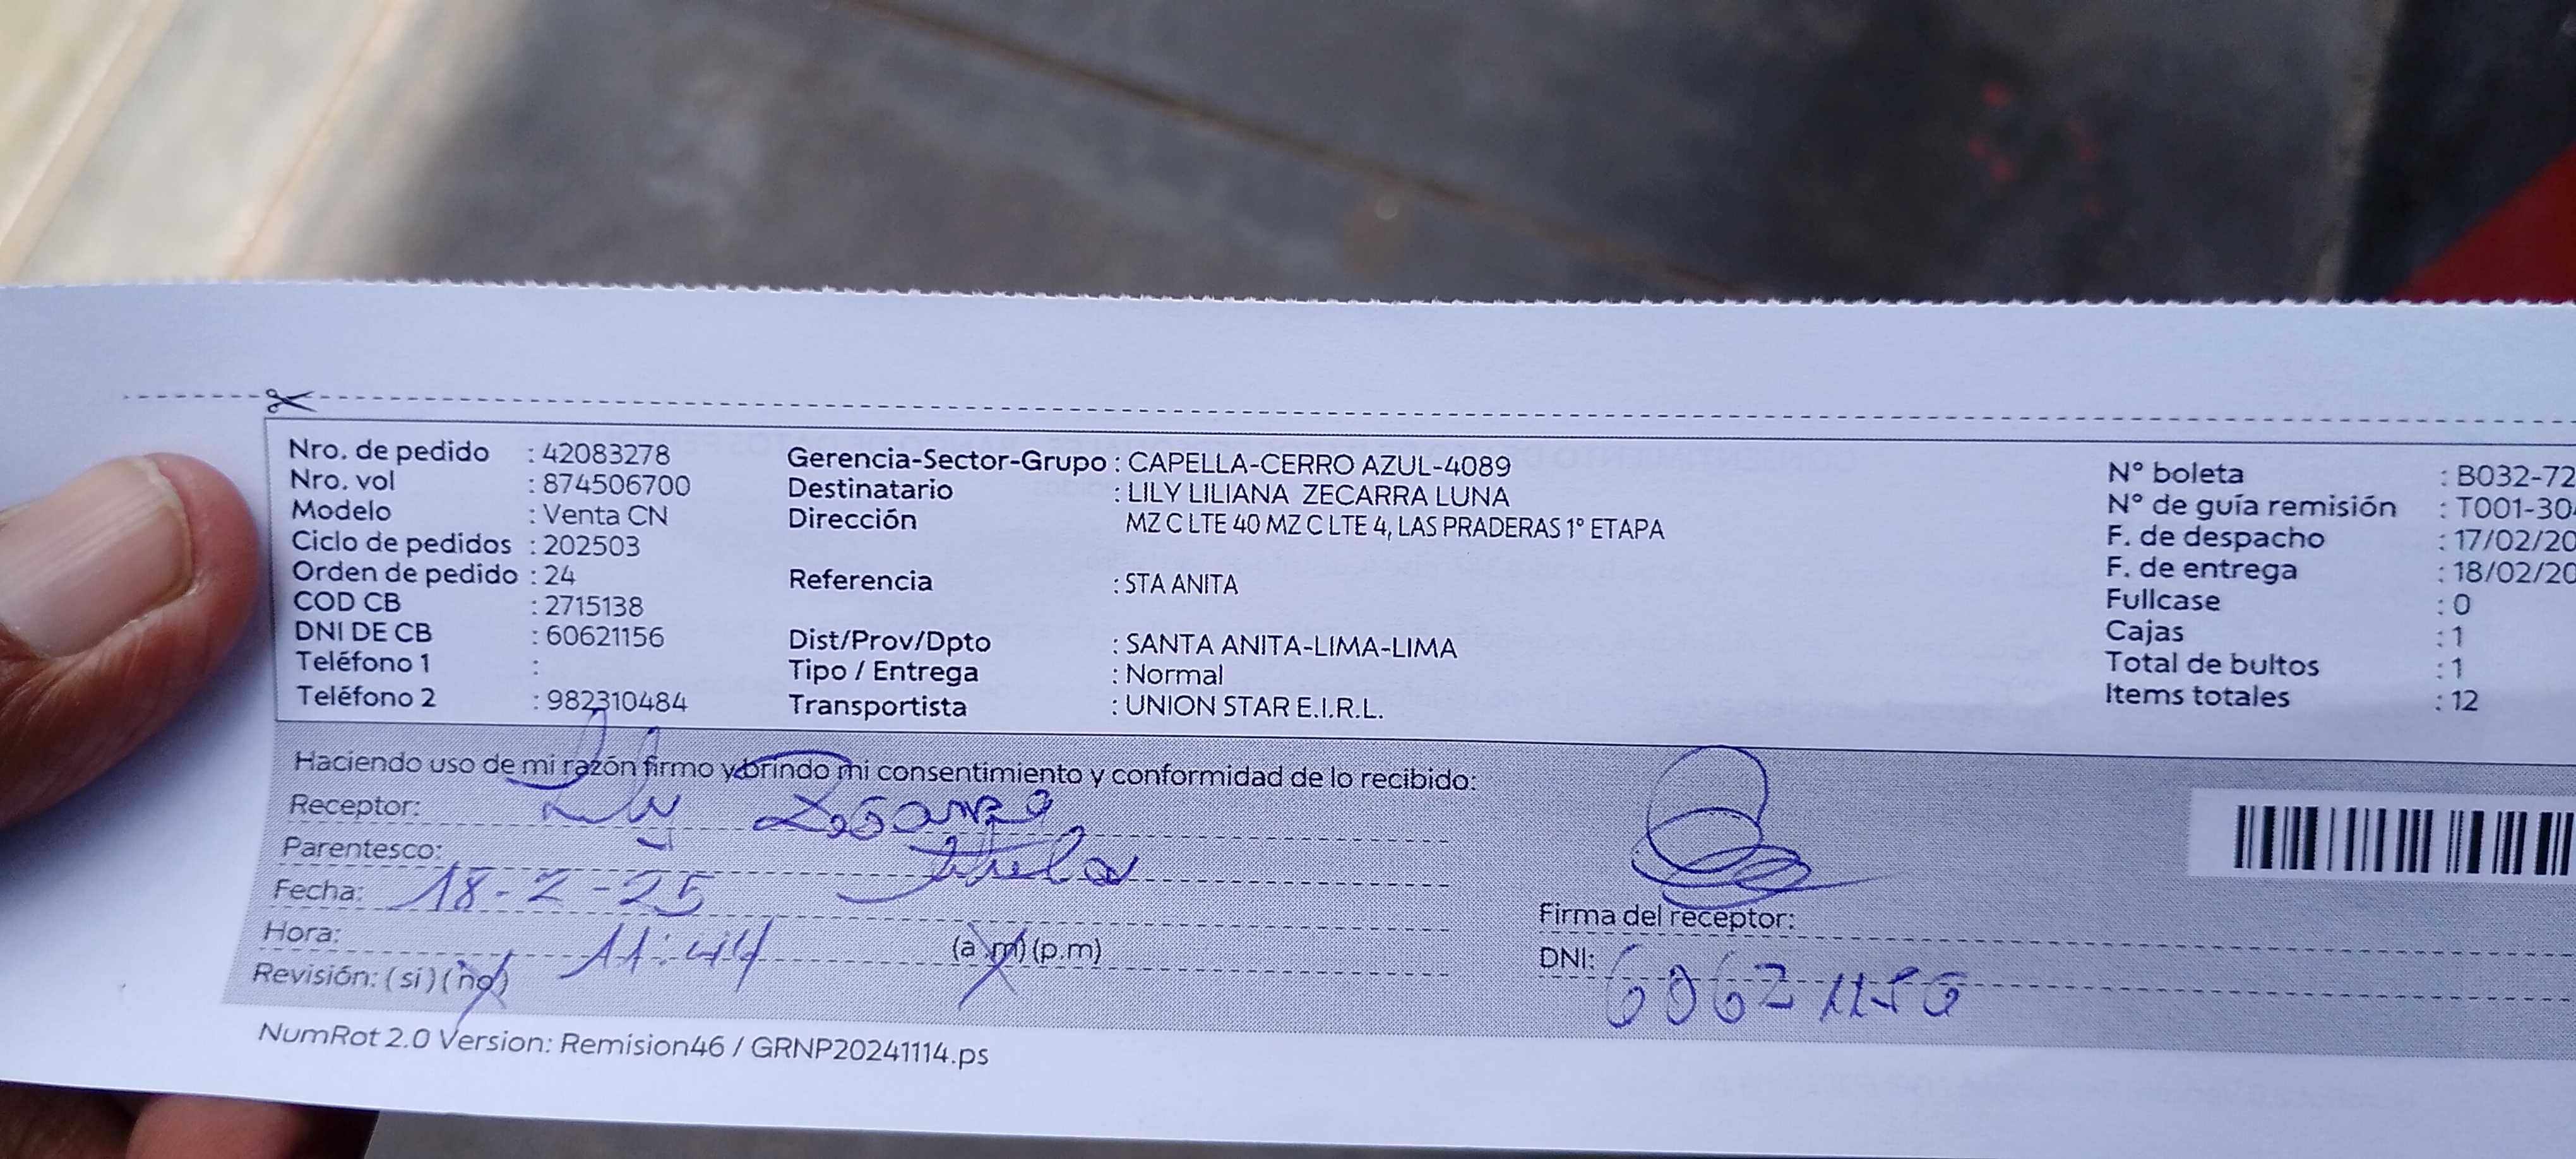 Nro. de pedido : 42083278
Nro. vol : 874506700
Modelo : Venta CN
Ciclo de pedidos : 202503
Orden de pedido : 24
COD CB : 2715138
DNI DE CB : 60621156
Teléfono 1 :
Teléfono 2 : 982310484
Gerencia-Sector-Grupo : CAPELLA-CERRO AZUL-4089
Destinatario : LILY LILIANA ZECARRA LUNA
Dirección MZ C LTE 40 MZ C LTE 4, LAS PRADERAS 1° ETAPA
Referencia : STA ANITA
Dist/Prov/Dpto : SANTA ANITA-LIMA-LIMA
Tipo / Entrega : Normal
Transportista : UNION STAR E.I.R.L.
N° boleta : B032-72
N° de guía remisión : T001-30
F. de despacho : 17/02/20
F. de entrega : 18/02/20
Fullcase : 0
Cajas : 1
Total de bultos : 1
Items totales : 12
Haciendo uso de mi razón firmo y brindo mi consentimiento y conformidad de lo recibido:
Receptor: Lily
Parentesco:
Fecha: 18-2-25
Hora: 11:44 (a.m) (p.m)
Revisión: (si) (no)
Firma del receptor:
DNI: 60621156
NumRot 2.0 Version: Remision46 / GRNP20241114.ps